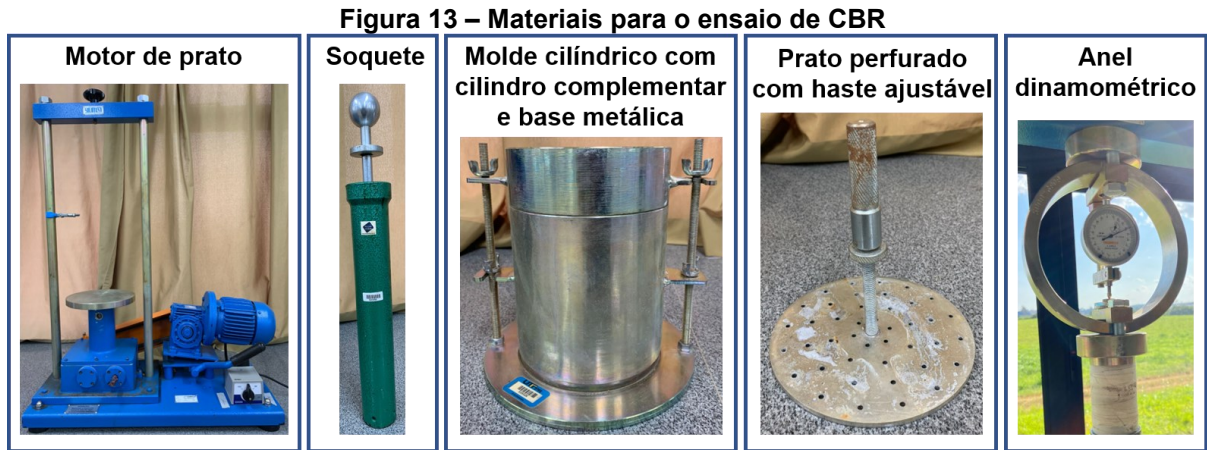 Figura 13 – Materiais para o ensaio de CBR
Motor de prato
Soquete
Molde cilíndrico com
cilindro complementar
e base metálica
Prato perfurado
com haste ajustável
Anel
dinamométrico